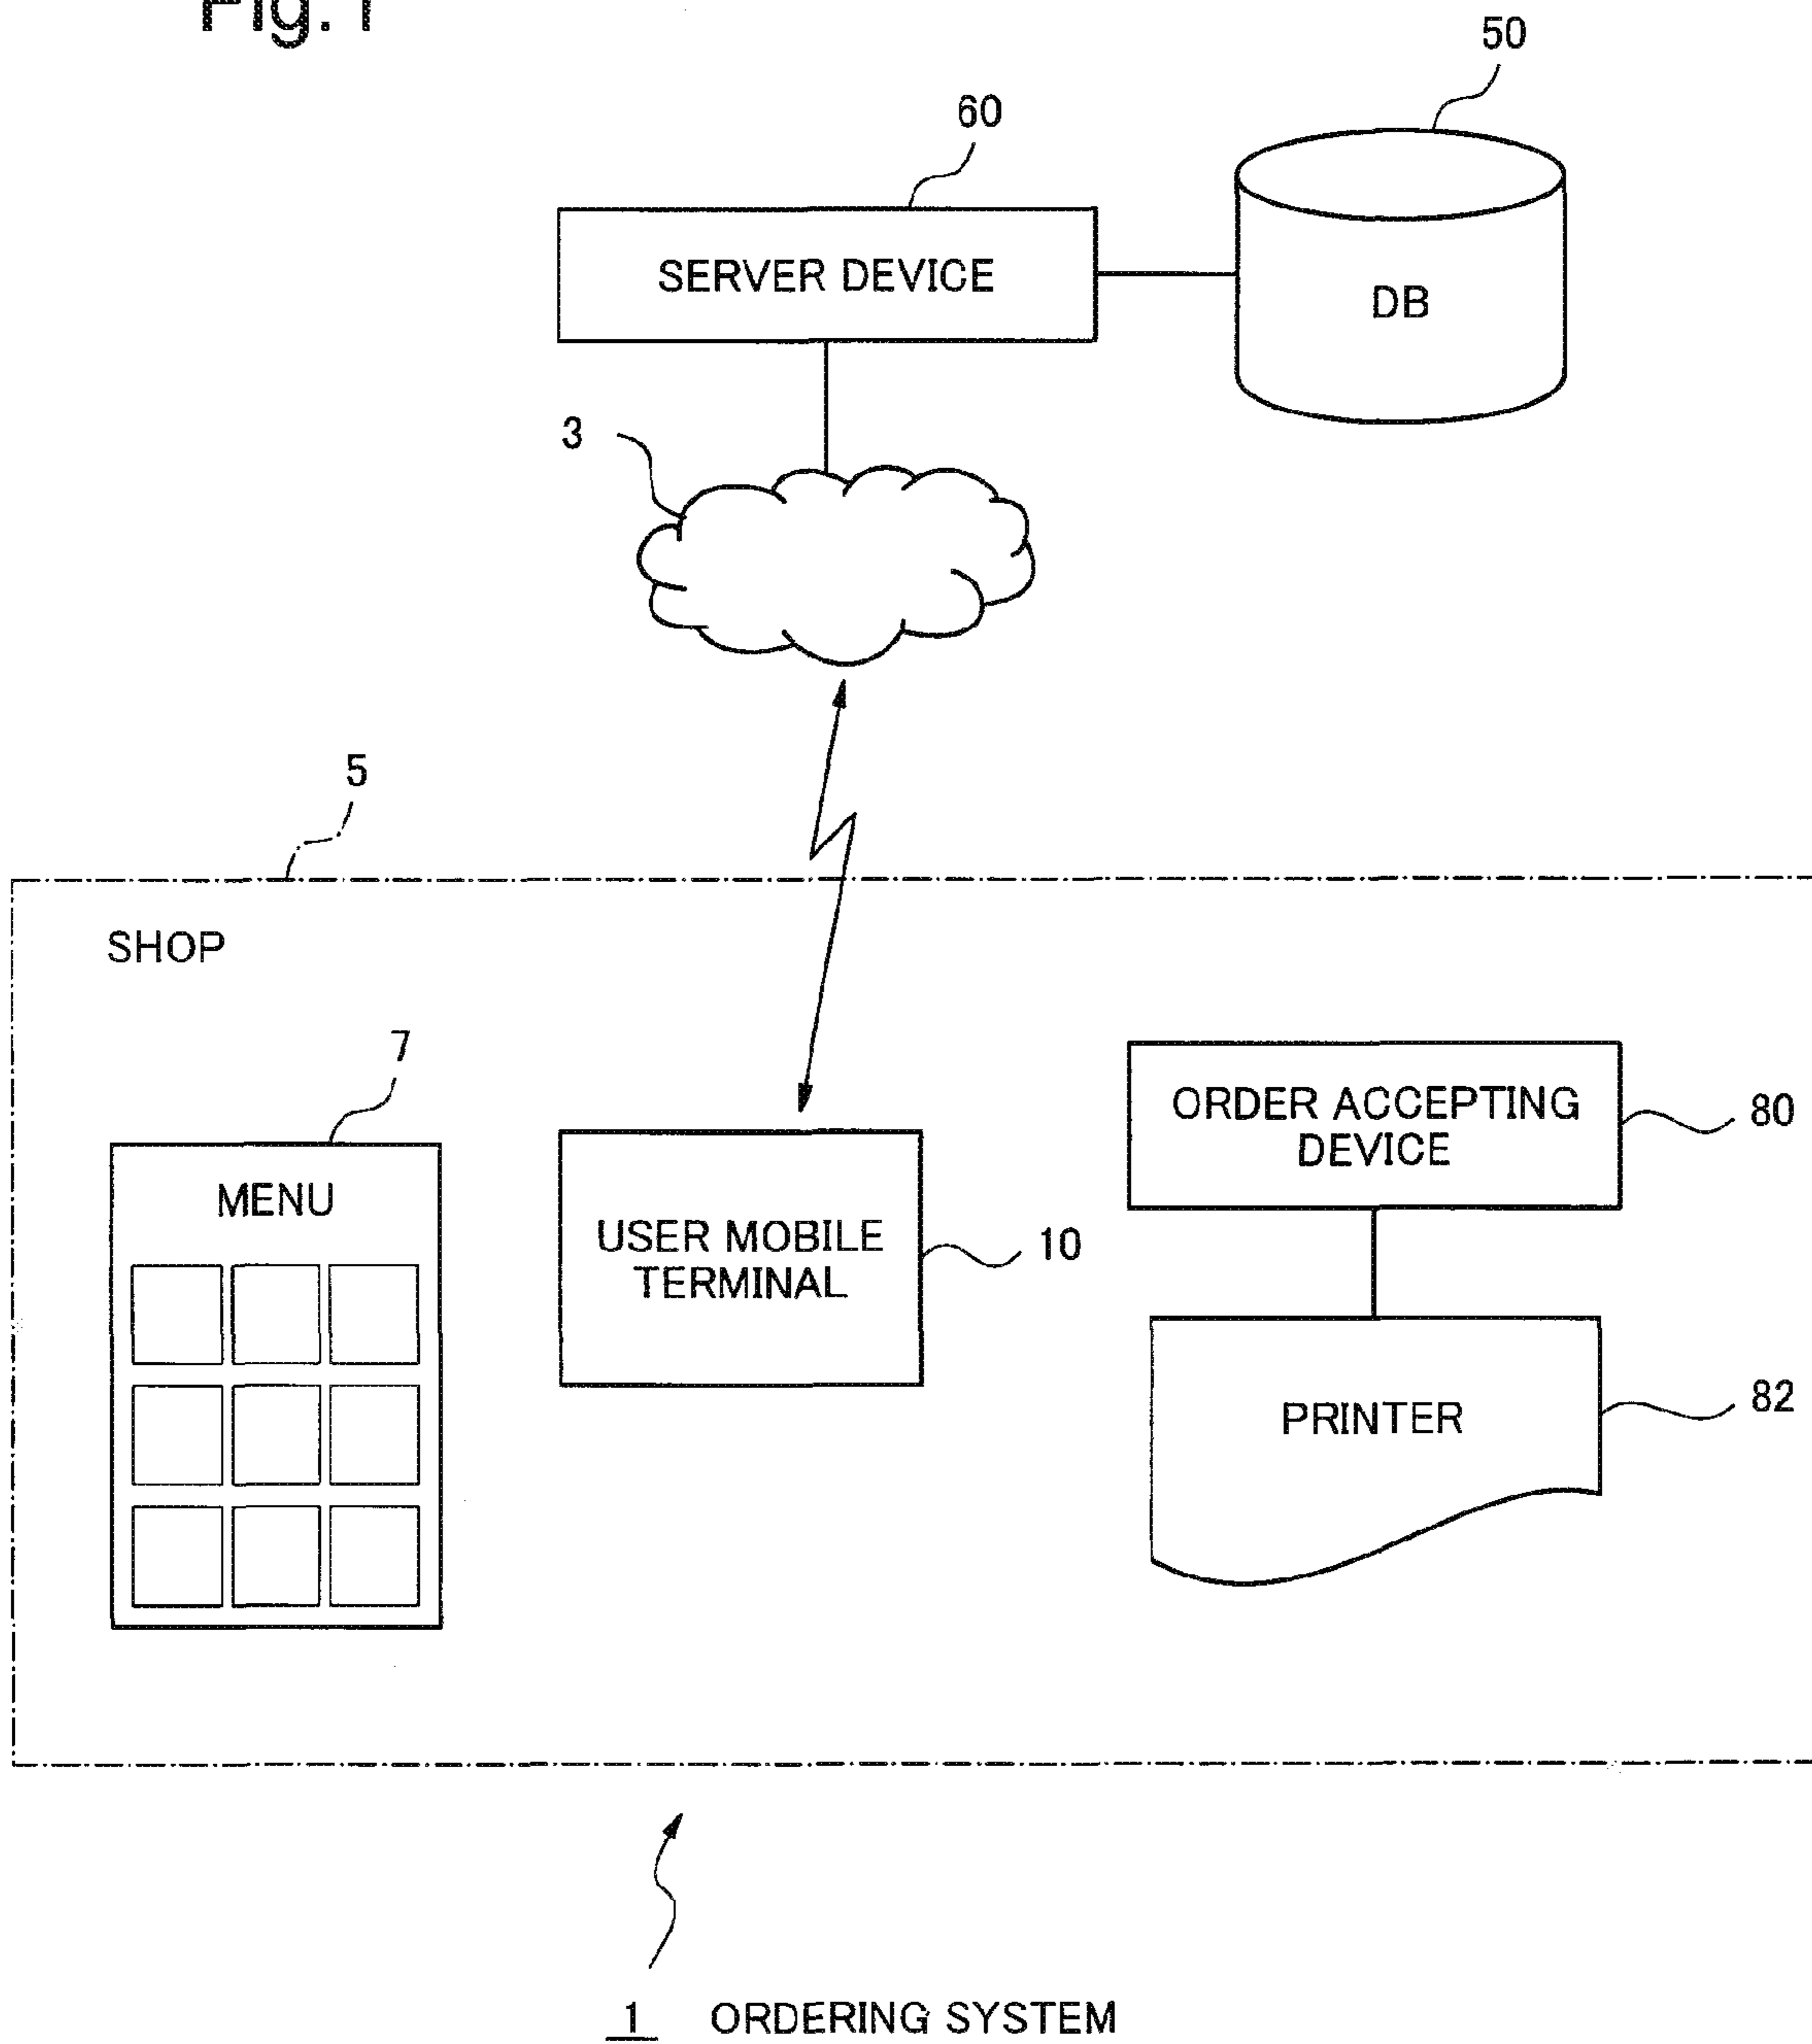 Fig. 1
50
60
SERVER DEVICE
DB
3
5
SHOP
7
MENU
USER MOBILE
TERMINAL
10
ORDER ACCEPTING
DEVICE
80
PRINTER
82
1 ORDERING SYSTEM